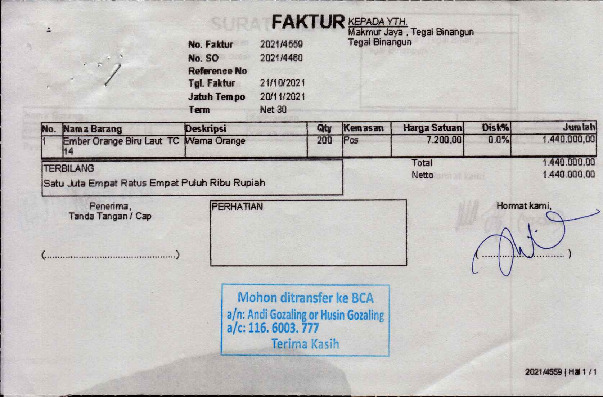 FAKTUR
KEPADA YTH.
Makmur Jaya , Tegal Binangun
Tegal Binangun
No. Faktur 2021/4559
No. SO 2021/4460
Reference No
Tgl. Faktur 21/10/2021
Jatuh Tempo 20/11/2021
Term Net 30
No. Nama Barang Deskripsi Qty Kemasan Harga Satuan Disk% Jumlah
1 Ember Orange Biru Laut TC Warna Orange 200 Pcs 7.200,00 0.0% 1.440.000,00
14
TERBILANG
Satu Juta Empat Ratus Empat Puluh Ribu Rupiah
Total 1.440.000,00
Netto 1.440.000,00
Penerima,
Tanda Tangan / Cap
PERHATIAN
Hormat kami,
(.................................)
(.................................)
Mohon ditransfer ke BCA
a/n: Andi Gozaling or Husin Gozaling
a/c: 116. 6003. 777
Terima Kasih
2021/4559 | Hal 1 / 1